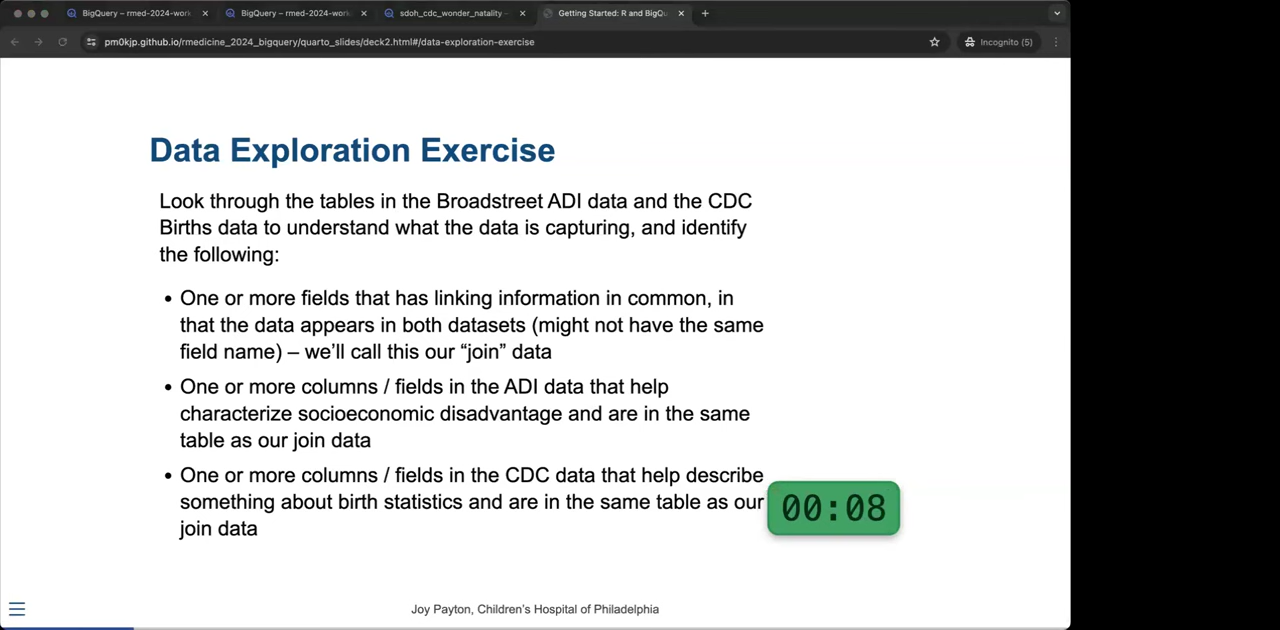 BigQuery – rmed-2024-work
BigQuery – rmed-2024-work
sdoh_cdc_wonder_natality –
Getting Started: R and BigQu
pm0kjp.github.io/rmedicine_2024_bigquery/quarto_slides/deck2.html#/data-exploration-exercise
Incognito (5)
Data Exploration Exercise
Look through the tables in the Broadstreet ADI data and the CDC
Births data to understand what the data is capturing, and identify
the following:
• One or more fields that has linking information in common, in
that the data appears in both datasets (might not have the same
field name) – we’ll call this our “join” data
• One or more columns / fields in the ADI data that help
characterize socioeconomic disadvantage and are in the same
table as our join data
• One or more columns / fields in the CDC data that help describe
something about birth statistics and are in the same table as our
join data
00:08
Joy Payton, Children’s Hospital of Philadelphia